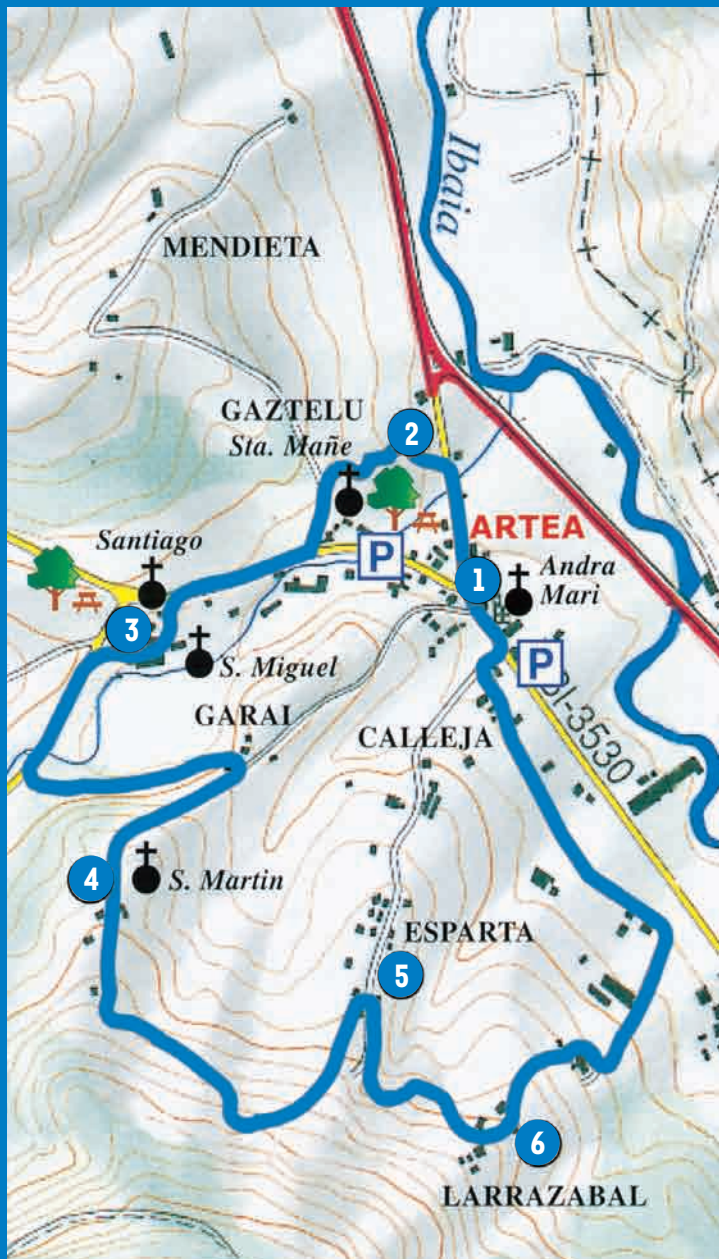 Ibaia
MENDIETA
GAZTELU
Sta. Mañe
2
ARTEA
Santiago
P
1
Andra
Mari
3
S. Miguel
P
GARAI
BI-3530
CALLEJA
4
S. Martin
ESPARTA
5
6
LARRAZABAL